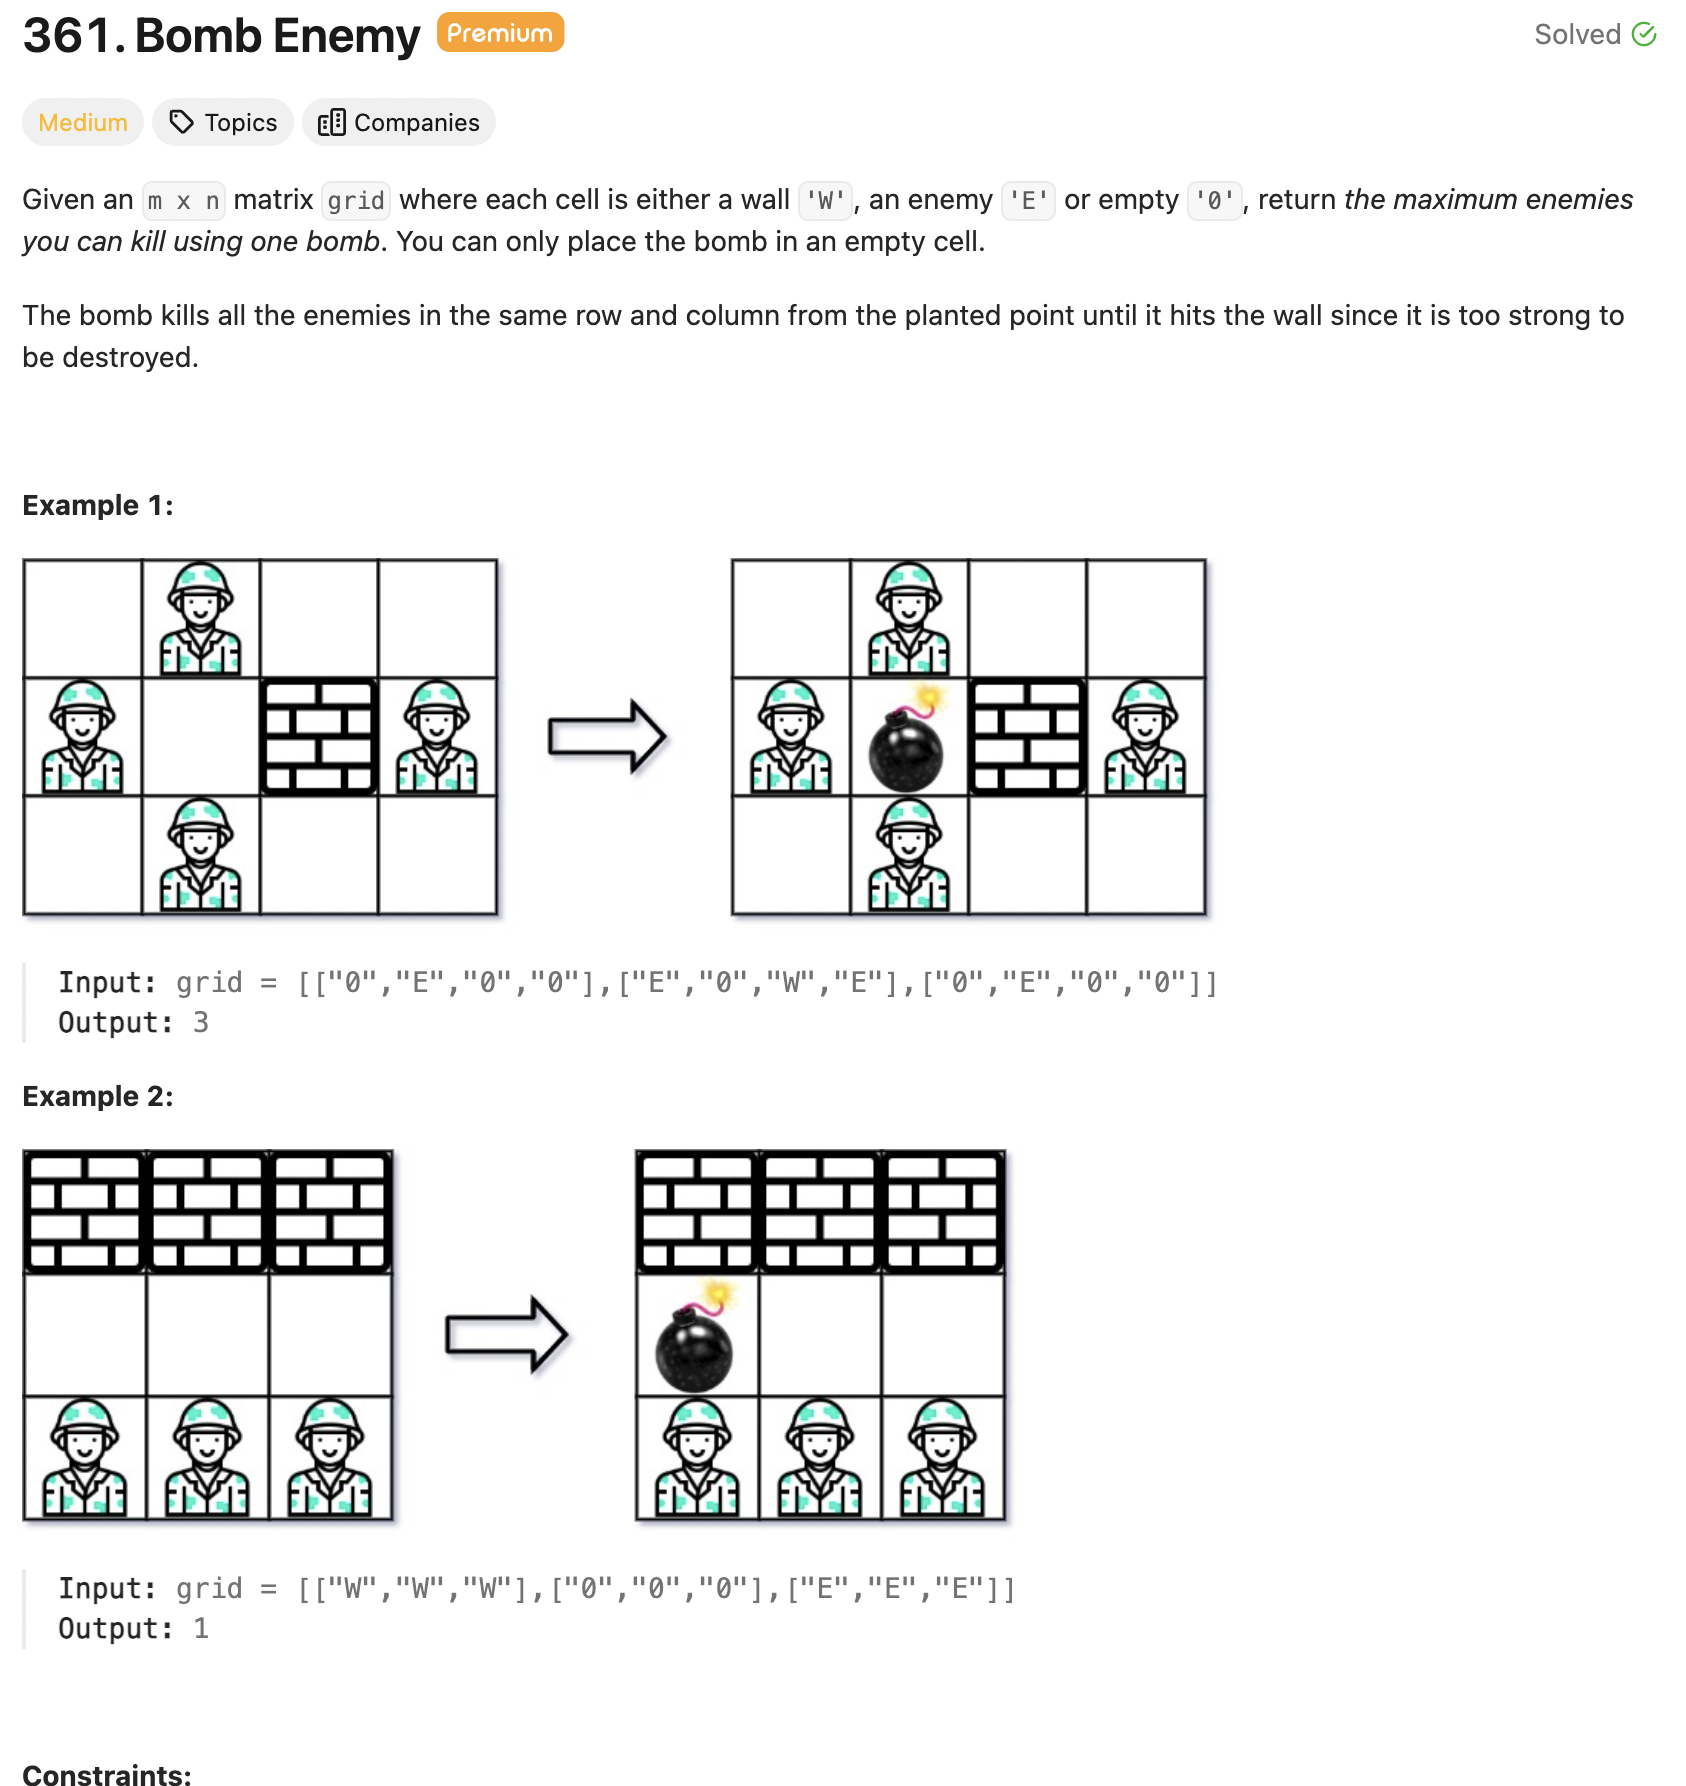 361. Bomb Enemy Premium Solved
Medium Topics Companies
Given an m x n matrix grid where each cell is either a wall 'W', an enemy 'E' or empty '0', return the maximum enemies
you can kill using one bomb. You can only place the bomb in an empty cell.
The bomb kills all the enemies in the same row and column from the planted point until it hits the wall since it is too strong to
be destroyed.
Example 1:
Input: grid = [["0","E","0","0"],["E","0","W","E"],["0","E","0","0"]]
Output: 3
Example 2:
Input: grid = [["W","W","W"],["0","0","0"],["E","E","E"]]
Output: 1
Constraints: